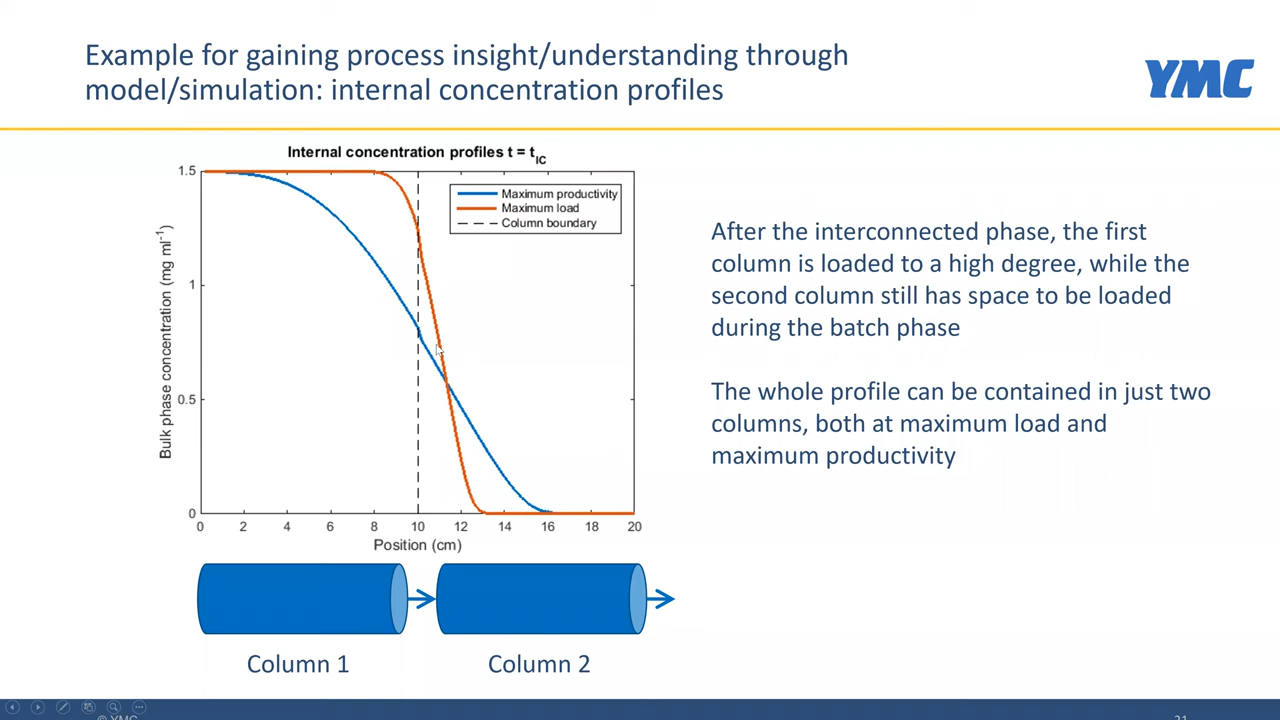 Example for gaining process insight/understanding through
model/simulation: internal concentration profiles
YMC
Internal concentration profiles t = tIC
Bulk phase concentration (mg ml-1)
1.5
1
0.5
0
Maximum productivity
Maximum load
Column boundary
0 2 4 6 8 10 12 14 16 18 20
Position (cm)
After the interconnected phase, the first
column is loaded to a high degree, while the
second column still has space to be loaded
during the batch phase
The whole profile can be contained in just two
columns, both at maximum load and
maximum productivity
Column 1
Column 2
© YMC
21